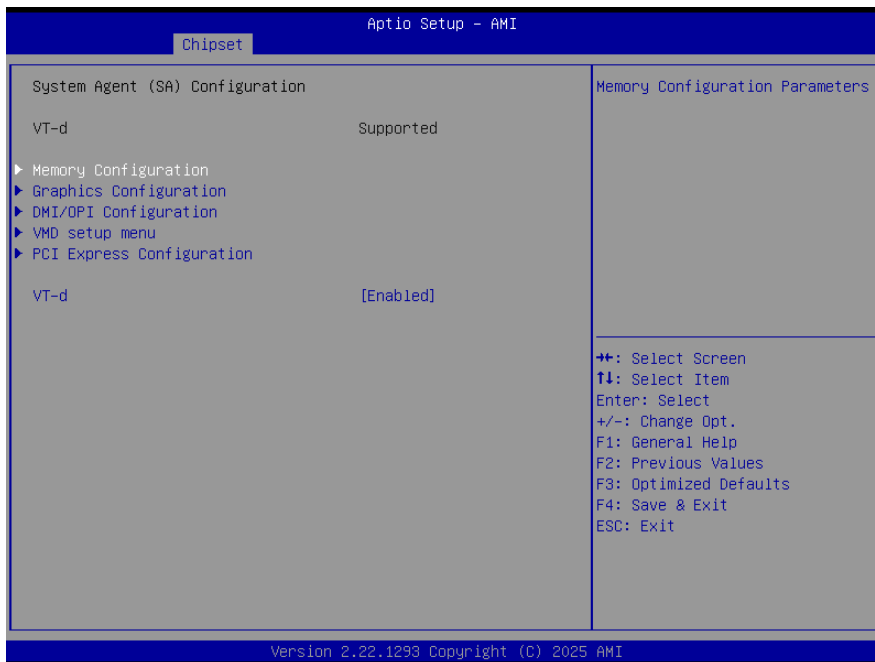 Aptio Setup – AMI
Chipset
System Agent (SA) Configuration
VT-d Supported
Memory Configuration
Graphics Configuration
DMI/OPI Configuration
VMD setup menu
PCI Express Configuration
VT-d [Enabled]
Memory Configuration Parameters
→←: Select Screen
↑↓: Select Item
Enter: Select
+/-: Change Opt.
F1: General Help
F2: Previous Values
F3: Optimized Defaults
F4: Save & Exit
ESC: Exit
Version 2.22.1293 Copyright (C) 2025 AMI